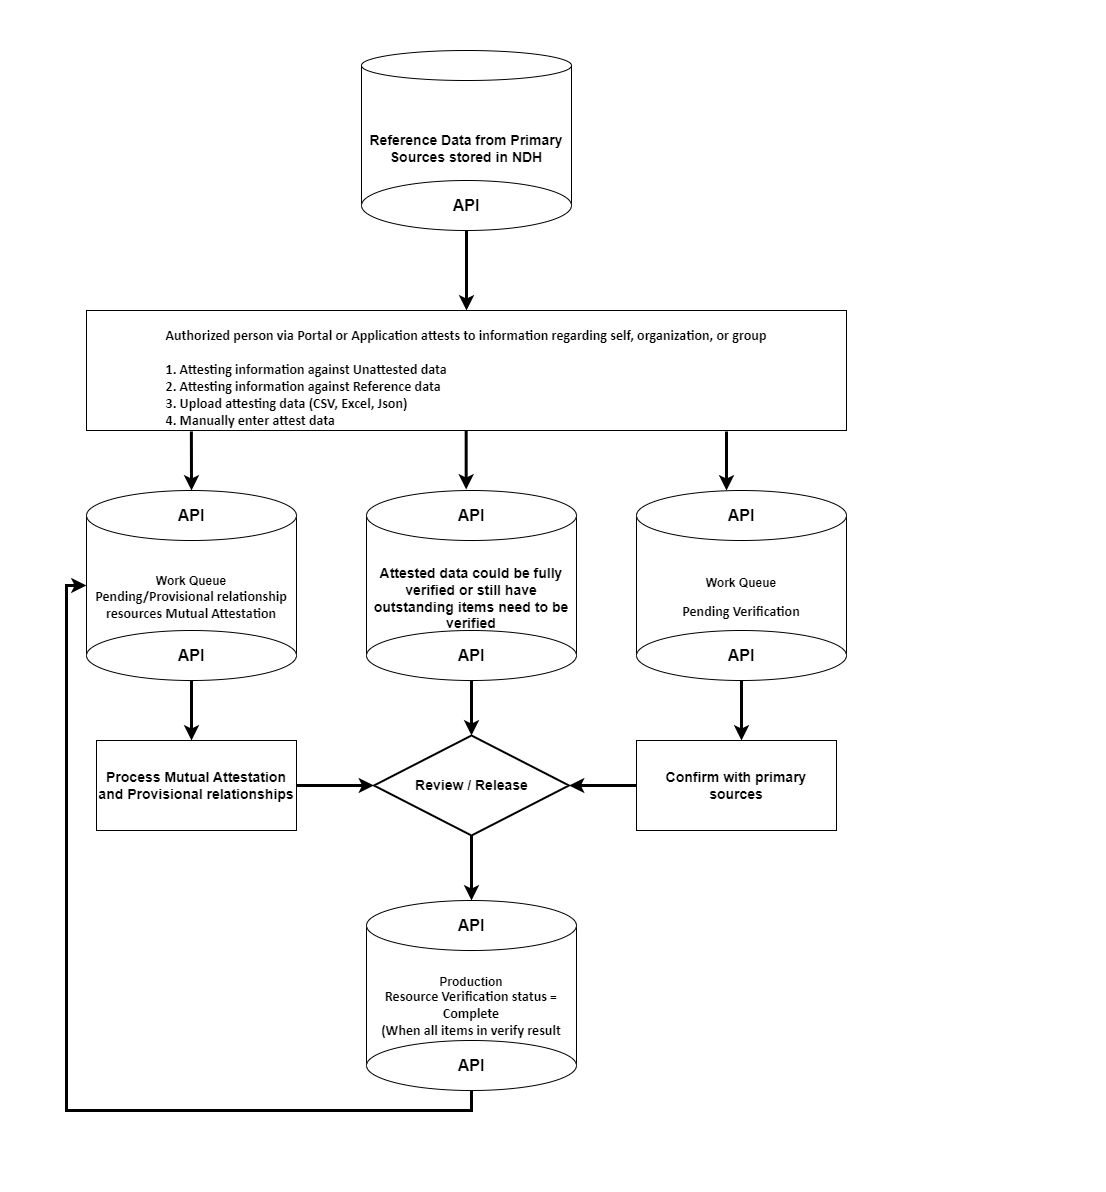 Reference Data from Primary
Sources stored in NDH
API
Authorized person via Portal or Application attests to information regarding self, organization, or group
1. Attesting information against Unattested data
2. Attesting information against Reference data
3. Upload attesting data (CSV, Excel, Json)
4. Manually enter attest data
API
Work Queue
Pending/Provisional relationship
resources Mutual Attestation
API
API
Attested data could be fully
verified or still have
outstanding items need to be
verified
API
API
Work Queue
Pending Verification
API
Process Mutual Attestation
and Provisional relationships
Review / Release
Confirm with primary
sources
API
Production
Resource Verification status =
Complete
(When all items in verify result
API